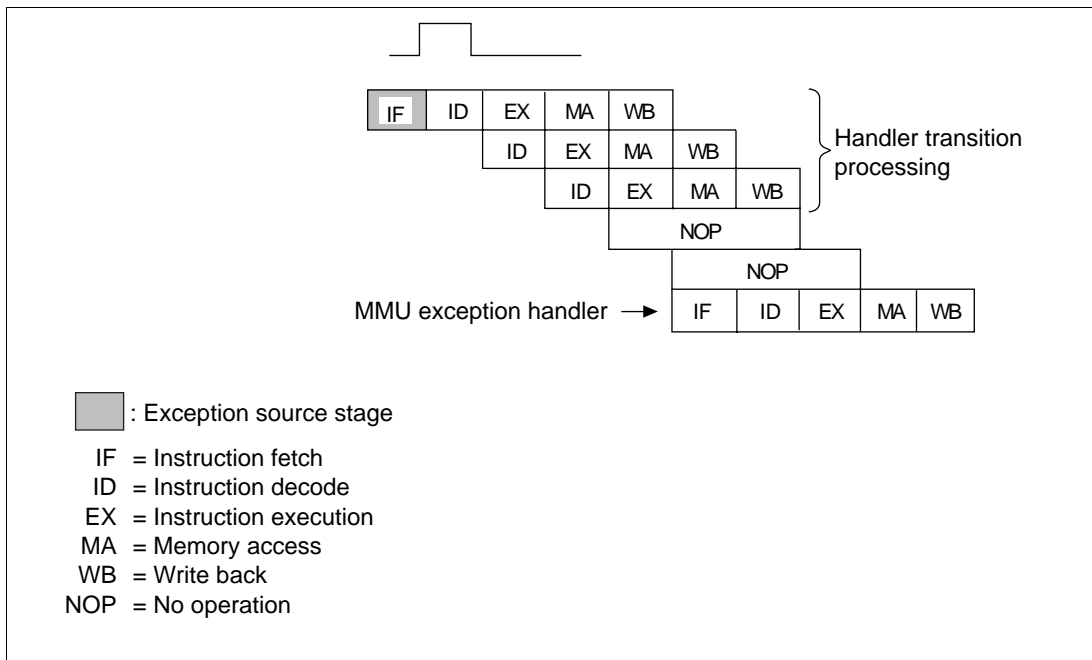 IF ID EX MA WB
ID EX MA WB
ID EX MA WB
Handler transition
processing
NOP
NOP
MMU exception handler → IF ID EX MA WB
: Exception source stage
IF = Instruction fetch
ID = Instruction decode
EX = Instruction execution
MA = Memory access
WB = Write back
NOP = No operation